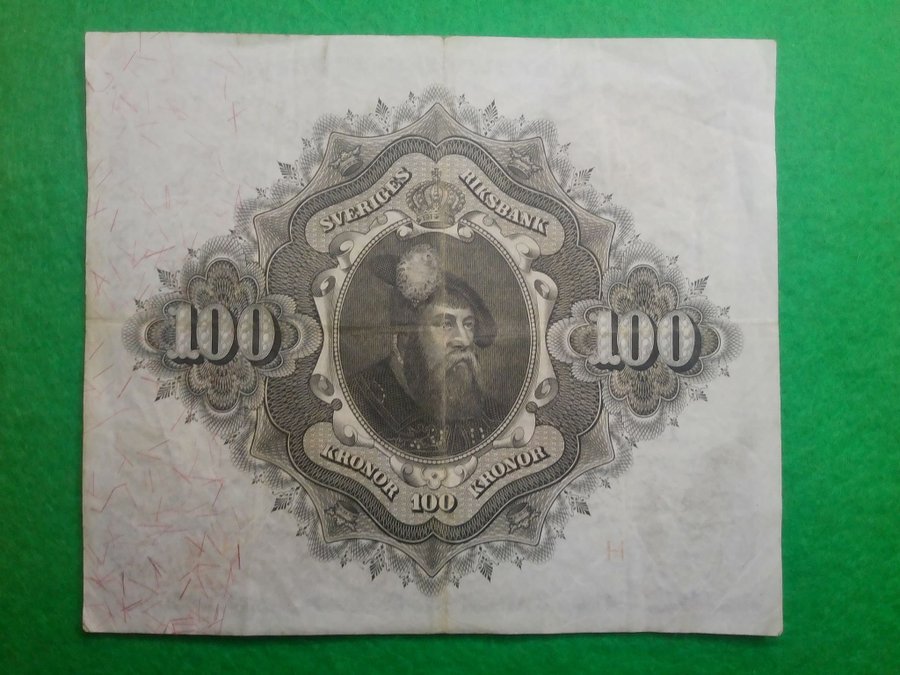 SVERIGES RIKSBANK
100 100
KRONOR 100 KRONOR
H